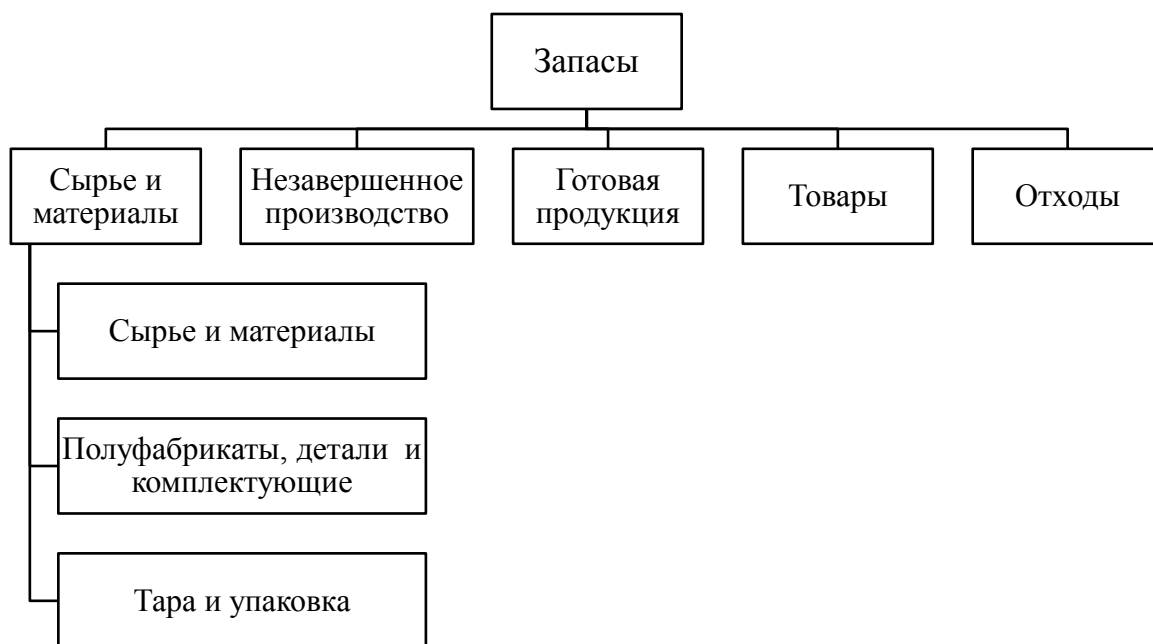 Запасы
Сырье и
материалы
Незавершенное
производство
Готовая
продукция
Товары
Отходы
Сырье и материалы
Полуфабрикаты, детали и
комплектующие
Тара и упаковка